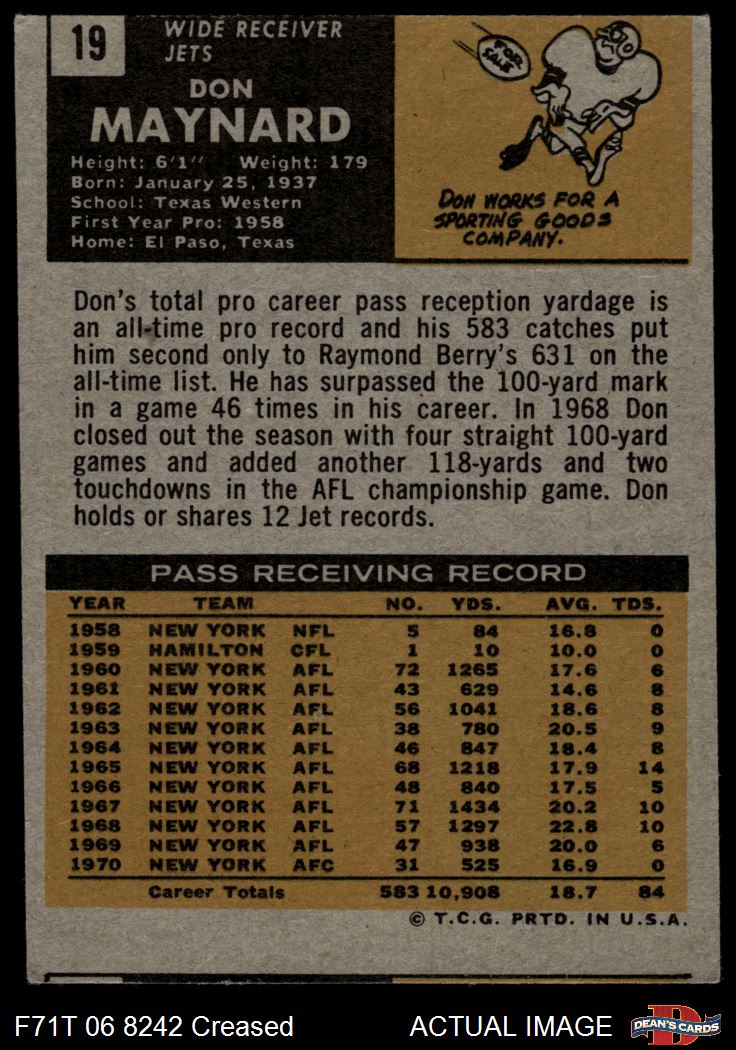 19
WIDE RECEIVER
JETS
DON
MAYNARD
Height: 6'1" Weight: 179
Born: January 25, 1937
School: Texas Western
First Year Pro: 1958
Home: El Paso, Texas
FOR SALE
DON WORKS FOR A
SPORTING GOODS
COMPANY.
Don's total pro career pass reception yardage is
an all-time pro record and his 583 catches put
him second only to Raymond Berry's 631 on the
all-time list. He has surpassed the 100-yard mark
in a game 46 times in his career. In 1968 Don
closed out the season with four straight 100-yard
games and added another 118-yards and two
touchdowns in the AFL championship game. Don
holds or shares 12 Jet records.
PASS RECEIVING RECORD
YEAR TEAM NO. YDS. AVG. TDS.
1958 NEW YORK NFL 5 84 16.8 0
1959 HAMILTON CFL 1 10 10.0 0
1960 NEW YORK AFL 72 1265 17.6 6
1961 NEW YORK AFL 43 629 14.6 8
1962 NEW YORK AFL 56 1041 18.6 8
1963 NEW YORK AFL 38 780 20.5 9
1964 NEW YORK AFL 46 847 18.4 8
1965 NEW YORK AFL 68 1218 17.9 14
1966 NEW YORK AFL 48 840 17.5 5
1967 NEW YORK AFL 71 1434 20.2 10
1968 NEW YORK AFL 57 1297 22.8 10
1969 NEW YORK AFL 47 938 20.0 6
1970 NEW YORK AFC 31 525 16.9 0
Career Totals 583 10,908 18.7 84
© T.C.G. PRTD. IN U.S.A.
F71T 06 8242 Creased ACTUAL IMAGE
D
DEAN'S CARDS